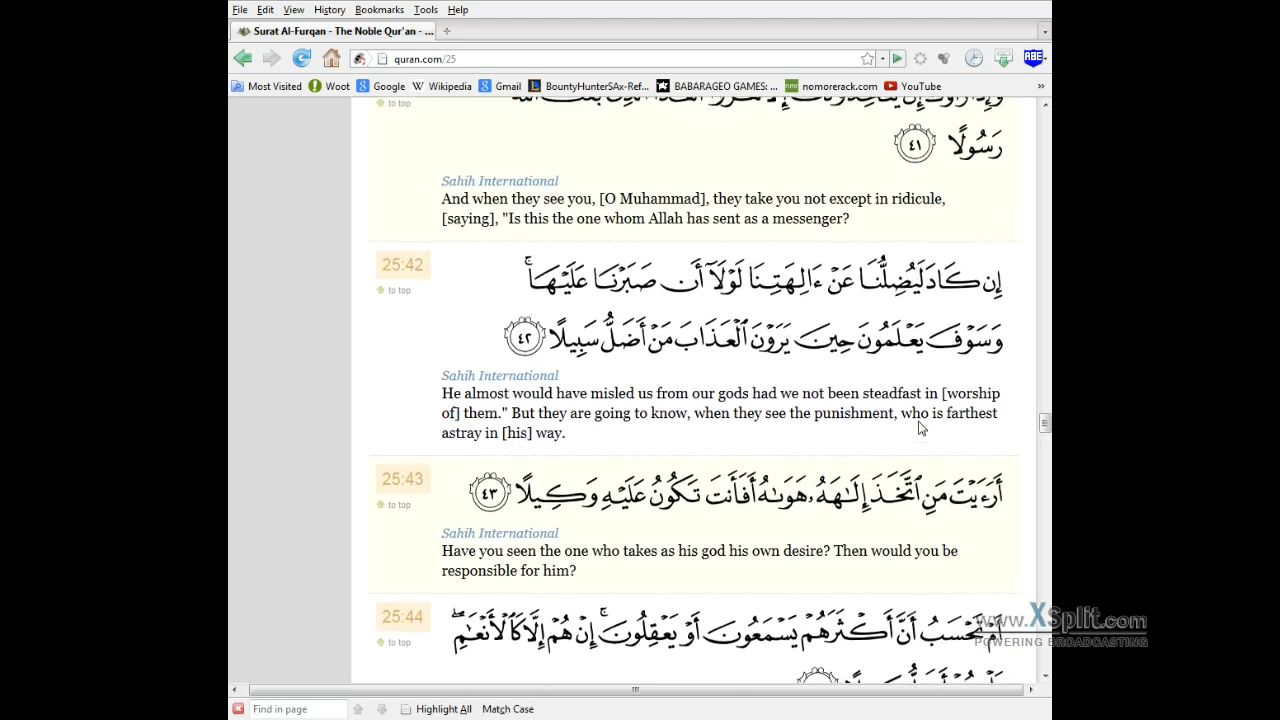 File Edit View History Bookmarks Tools Help
Surat Al-Furqan - The Noble Qur'an - ...
quran.com/25
ABE
Most Visited Woot Google Wikipedia Gmail BountyHunterSAx-Ref... BABARAGEO GAMES: ... nomorerack.com YouTube »
to top
رَسُولًا ٤١
Sahih International
And when they see you, [O Muhammad], they take you not except in ridicule,
[saying], "Is this the one whom Allah has sent as a messenger?
25:42
to top
إِن كَادَ لَيُضِلُّنَا عَنْ ءَالِهَتِنَا لَوْلَآ أَن صَبَرْنَا عَلَيْهَا ۚ
وَسَوْفَ يَعْلَمُونَ حِينَ يَرَوْنَ ٱلْعَذَابَ مَنْ أَضَلُّ سَبِيلًا ٤٢
Sahih International
He almost would have misled us from our gods had we not been steadfast in [worship
of] them." But they are going to know, when they see the punishment, who is farthest
astray in [his] way.
25:43
to top
أَرَءَيْتَ مَنِ ٱتَّخَذَ إِلَـٰهَهُۥ هَوَىٰهُ أَفَأَنتَ تَكُونُ عَلَيْهِ وَكِيلًا ٤٣
Sahih International
Have you seen the one who takes as his god his own desire? Then would you be
responsible for him?
25:44
to top
أَمْ تَحْسَبُ أَنَّ أَكْثَرَهُمْ يَسْمَعُونَ أَوْ يَعْقِلُونَ ۚ إِنْ هُمْ إِلَّا كَٱلْأَنْعَـٰمِ ۖ
www.XSplit.com
POWERING BROADCASTING
Find in page Highlight All Match Case